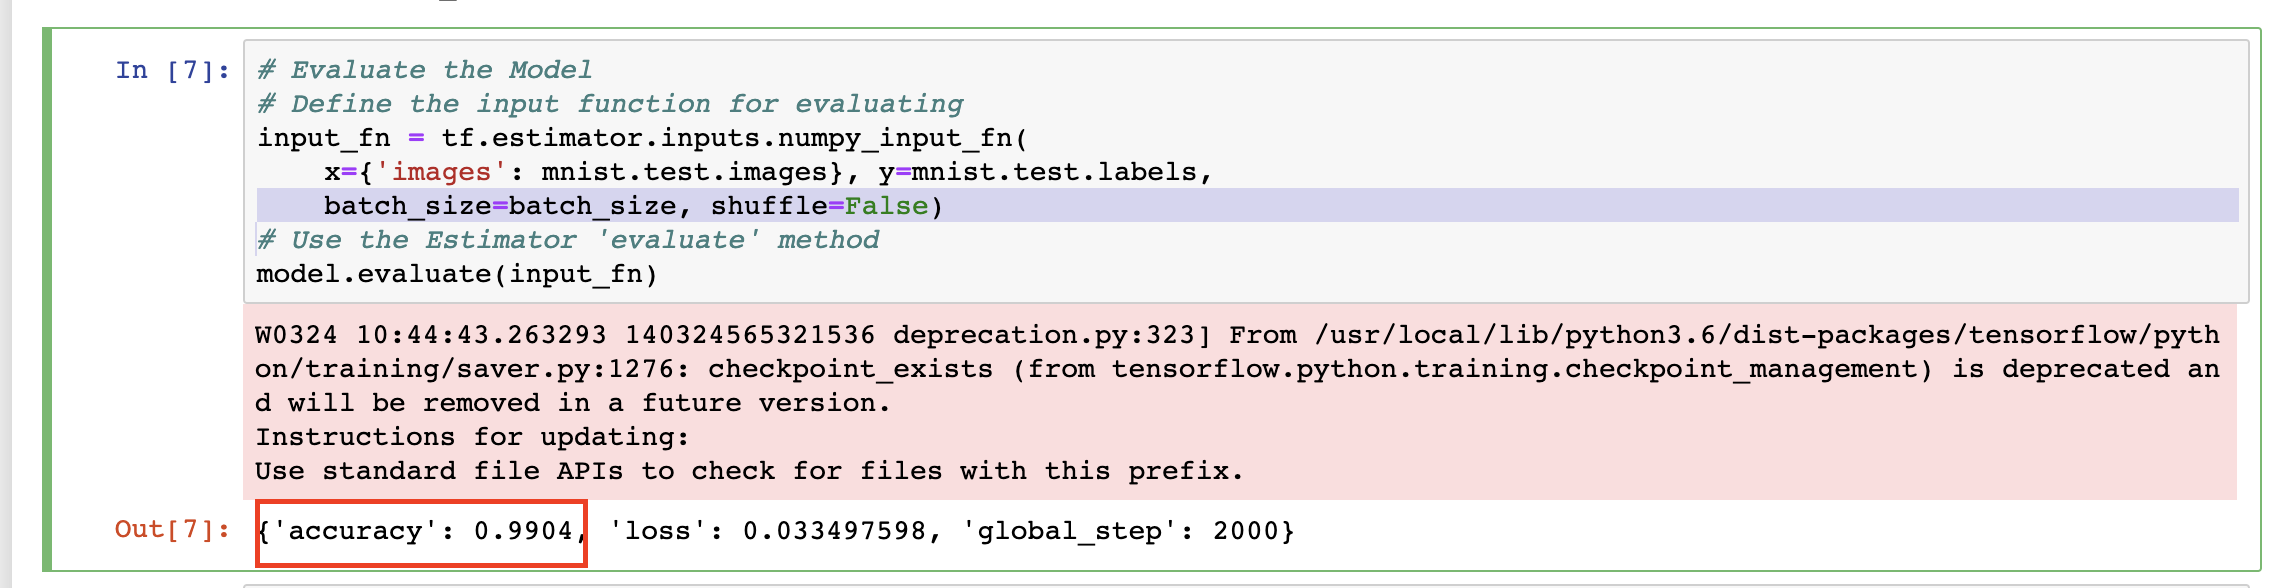 In [7]:
# Evaluate the Model
# Define the input function for evaluating
input_fn = tf.estimator.inputs.numpy_input_fn(
    x={'images': mnist.test.images}, y=mnist.test.labels,
    batch_size=batch_size, shuffle=False)
# Use the Estimator 'evaluate' method
model.evaluate(input_fn)
W0324 10:44:43.263293 140324565321536 deprecation.py:323] From /usr/local/lib/python3.6/dist-packages/tensorflow/pyth
on/training/saver.py:1276: checkpoint_exists (from tensorflow.python.training.checkpoint_management) is deprecated an
d will be removed in a future version.
Instructions for updating:
Use standard file APIs to check for files with this prefix.
Out[7]: {'accuracy': 0.9904, 'loss': 0.033497598, 'global_step': 2000}